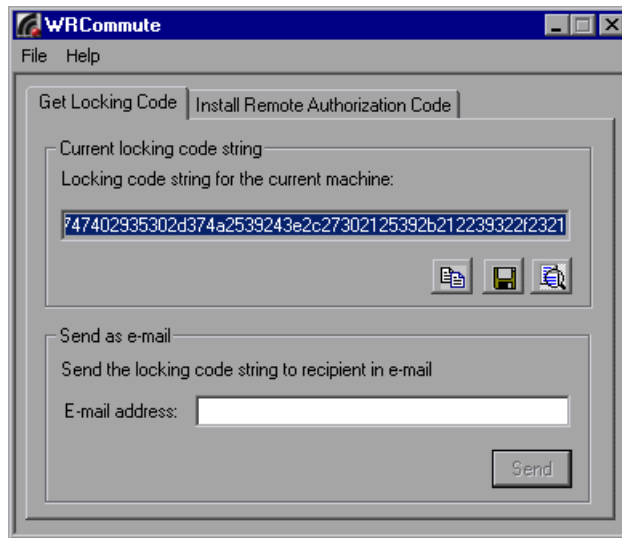 WRCommute
File Help
Get Locking Code Install Remote Authorization Code
Current locking code string
Locking code string for the current machine:
747402935302d374a2539243e2c27302125392b212239322f2321
Send as e-mail
Send the locking code string to recipient in e-mail
E-mail address:
Send